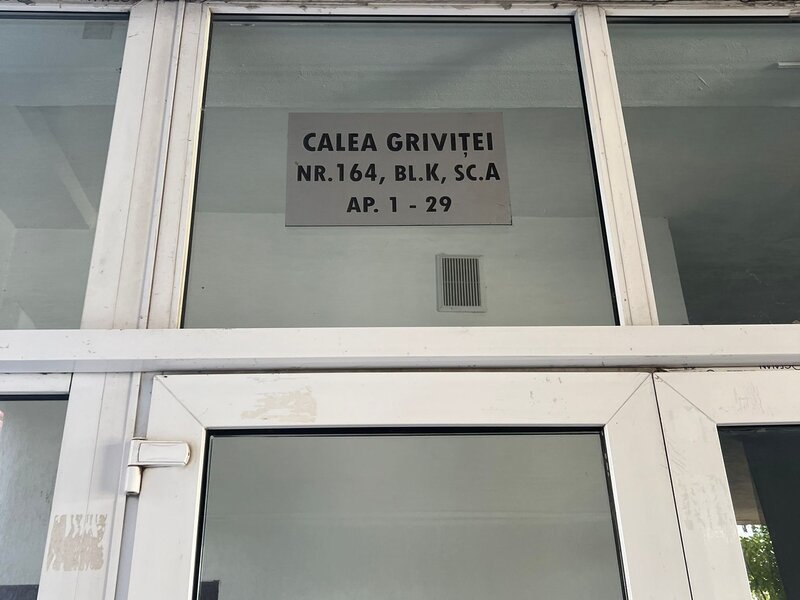 CALEA GRIVIȚEI
NR.164, BL.K, SC.A
AP. 1 - 29